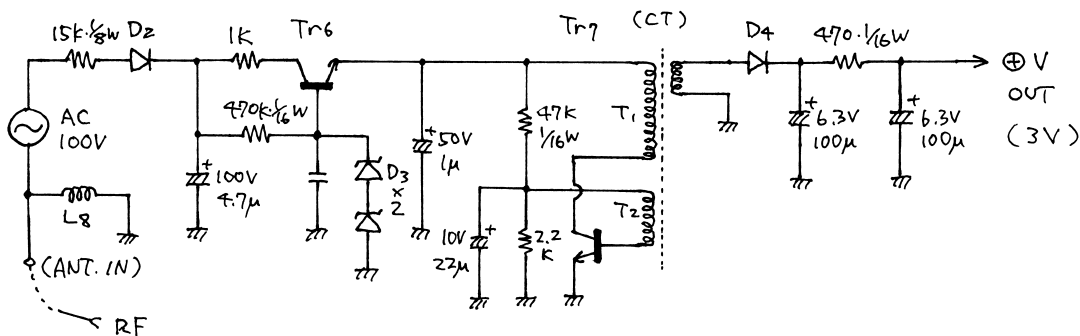 15K·1/8W
D2
1K
Tr6
Tr7
(CT)
D4
470·1/16W
⊕V
OUT
(3V)
AC
100V
470K·1/16W
47K
1/16W
T1
+
6.3V
100μ
+
6.3V
100μ
+
50V
1μ
+
100V
4.7μ
D3
×
2
T2
L8
+
10V
22μ
2.2
K
(ANT. IN)
RF